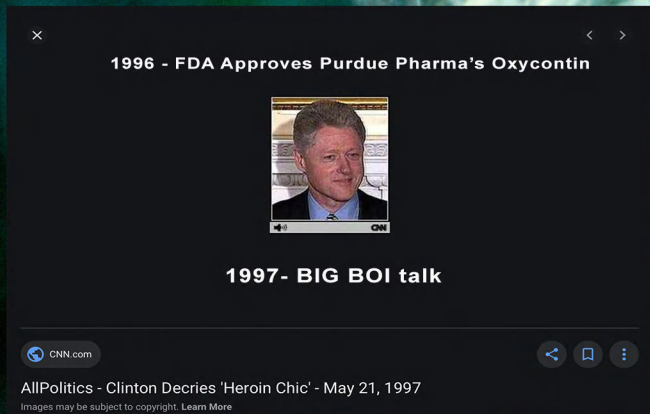 1996 - FDA Approves Purdue Pharma's Oxycontin
CNN
1997- BIG BOI talk
CNN.com
AllPolitics - Clinton Decries 'Heroin Chic' - May 21, 1997
Images may be subject to copyright. Learn More